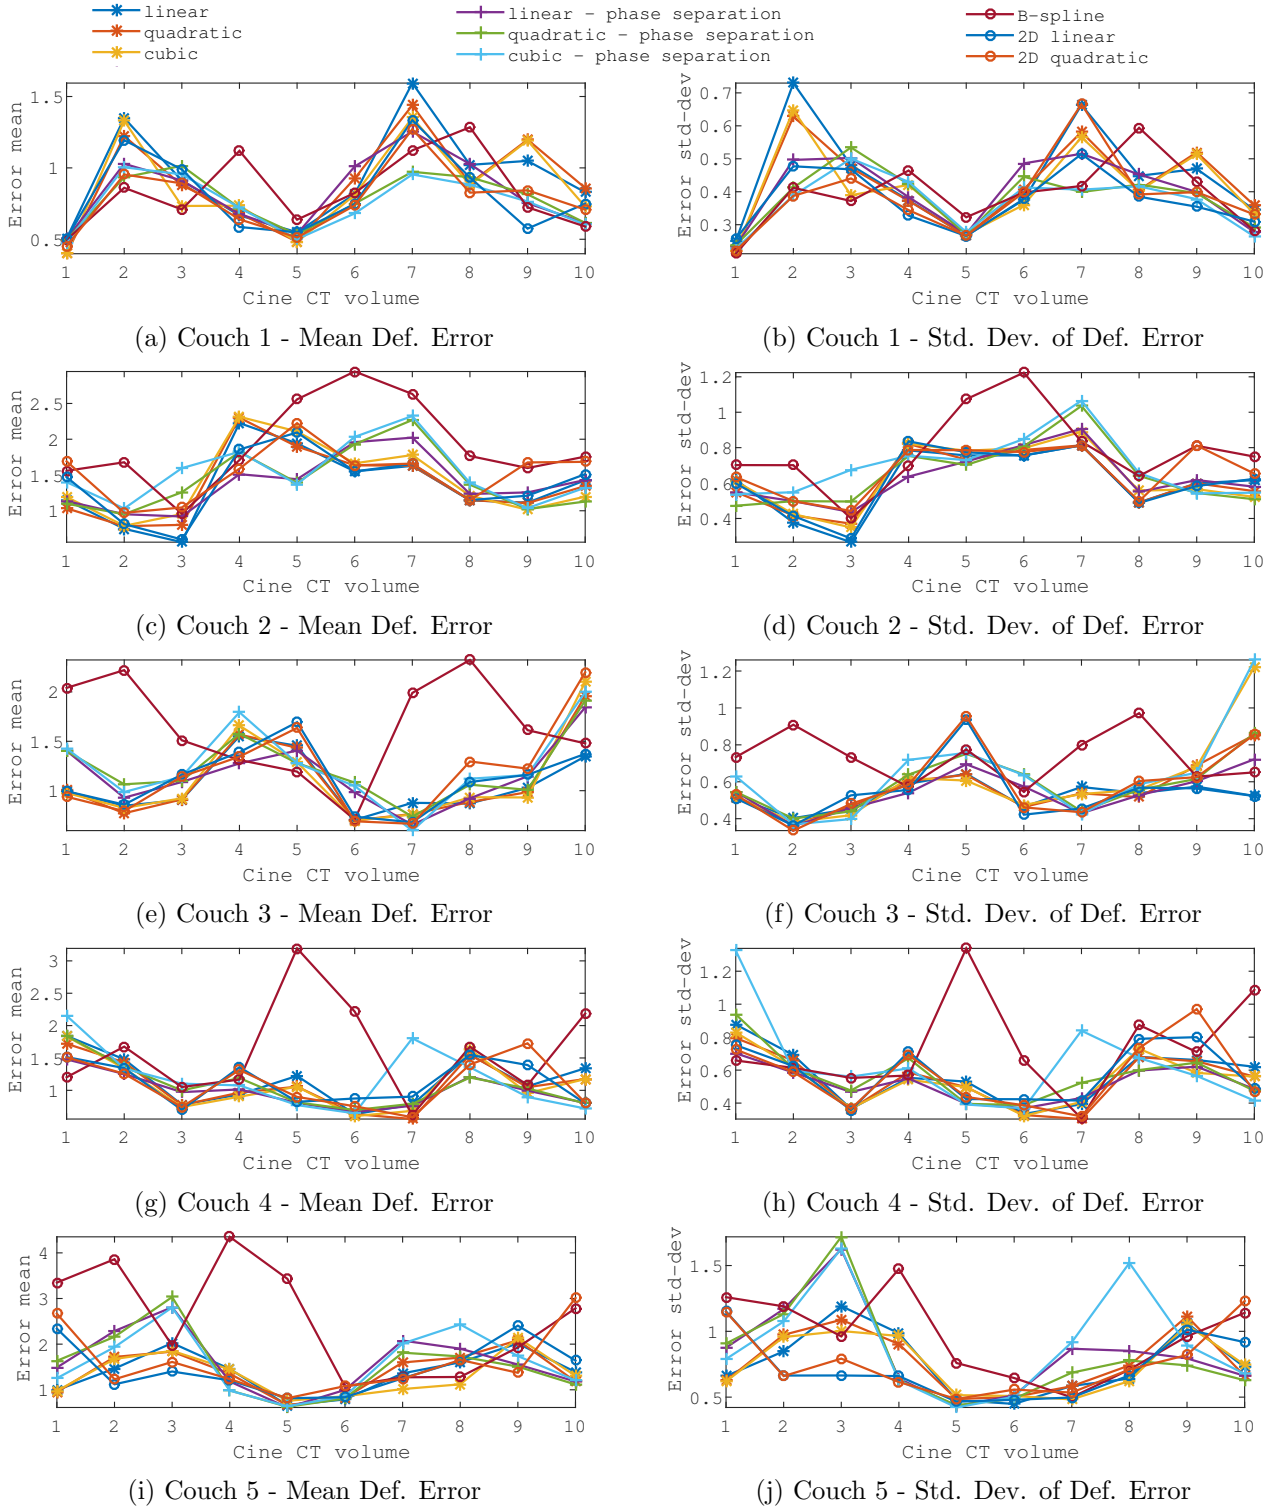 linear
quadratic
cubic
linear - phase separation
quadratic - phase separation
cubic - phase separation
B-spline
2D linear
2D quadratic
Error mean
1.5
1
0.5
1 2 3 4 5 6 7 8 9 10
Cine CT volume
(a) Couch 1 - Mean Def. Error
Error std-dev
0.7
0.6
0.5
0.4
0.3
1 2 3 4 5 6 7 8 9 10
Cine CT volume
(b) Couch 1 - Std. Dev. of Def. Error
Error mean
2.5
2
1.5
1
1 2 3 4 5 6 7 8 9 10
Cine CT volume
(c) Couch 2 - Mean Def. Error
Error std-dev
1.2
1
0.8
0.6
0.4
1 2 3 4 5 6 7 8 9 10
Cine CT volume
(d) Couch 2 - Std. Dev. of Def. Error
Error mean
2
1.5
1
1 2 3 4 5 6 7 8 9 10
Cine CT volume
(e) Couch 3 - Mean Def. Error
Error std-dev
1.2
1
0.8
0.6
0.4
1 2 3 4 5 6 7 8 9 10
Cine CT volume
(f) Couch 3 - Std. Dev. of Def. Error
Error mean
3
2.5
2
1.5
1
1 2 3 4 5 6 7 8 9 10
Cine CT volume
(g) Couch 4 - Mean Def. Error
Error std-dev
1.2
1
0.8
0.6
0.4
1 2 3 4 5 6 7 8 9 10
Cine CT volume
(h) Couch 4 - Std. Dev. of Def. Error
Error mean
4
3
2
1
1 2 3 4 5 6 7 8 9 10
Cine CT volume
(i) Couch 5 - Mean Def. Error
Error std-dev
1.5
1
0.5
1 2 3 4 5 6 7 8 9 10
Cine CT volume
(j) Couch 5 - Std. Dev. of Def. Error